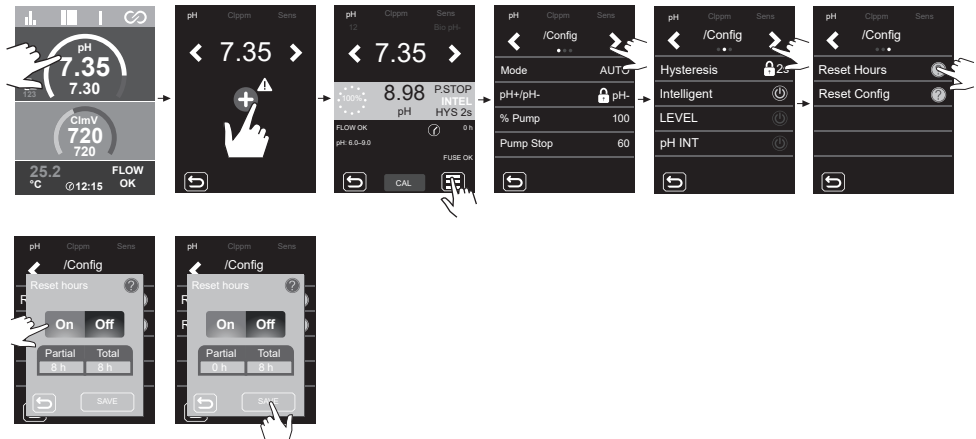 pH
7.35
7.30
123
ClmV
720
720
25.2
°C
12:15
FLOW
OK
pH Clppm Sens
7.35
pH Clppm Sens
12 Bio pH-
7.35
100%
8.98
pH
P.STOP
INTEL
HYS 2s
FLOW OK 0 h
pH: 6.0–9.0
FUSE OK
CAL
pH Clppm Sens
/Config
Mode AUTO
pH+/pH- pH-
% Pump 100
Pump Stop 60
pH Clppm Sens
/Config
Hysteresis 2s
Intelligent
LEVEL
pH INT
pH Clppm Sens
/Config
Reset Hours
Reset Config ?
pH Clppm Sens
/Config
Reset hours ?
R
On Off
Partial Total
8 h 8 h
SAVE
pH Clppm Sens
/Config
Reset hours ?
R
R
On Off
Partial Total
0 h 8 h
SAVE